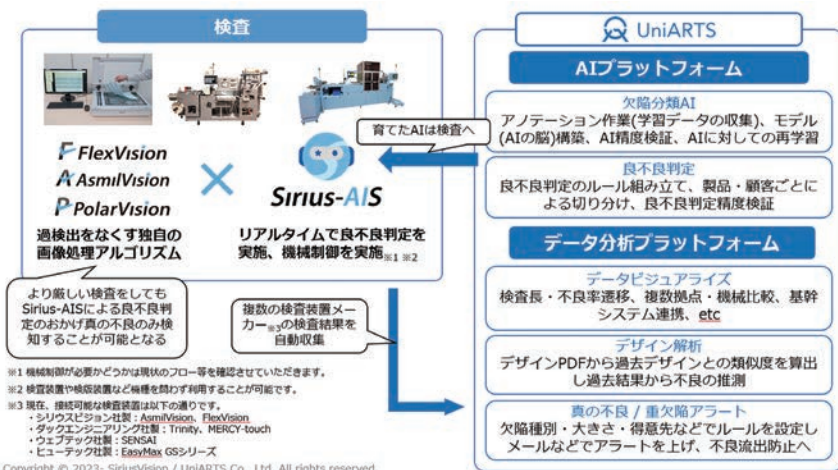 検査
FlexVision
AsmilVision
PolarVision
×
Sirius-AIS
過検出をなくす独自の
画像処理アルゴリズム
リアルタイムで良不良判定を
実施、機械制御を実施※1 ※2
より厳しい検査をしても
Sirius-AISによる良不良判
定のおかげ真の不良のみ検
知することが可能となる
育てたAIは検査へ
複数の検査装置メー
カー※3の検査結果を
自動収集
※1 機械制御が必要かどうかは現状のフロー等を確認させていただきます。
※2 検査装置や検版装置など機種を問わず利用することが可能です。
※3 現在、接続可能な検査装置は以下の通りです。
・シリウスビジョン社製：AsmilVision、FlexVision
・ダックエンジニアリング社製：Trinity、MERCY-touch
・ウェブテック社製：SENSAI
・ヒューテック社製：EasyMax GSシリーズ
Copyright © 2023- SiriusVision / UniARTS Co., Ltd. All rights reserved.
UniARTS
AIプラットフォーム
欠陥分類AI
アノテーション作業(学習データの収集)、モデル
(AIの脳)構築、AI精度検証、AIに対しての再学習
良不良判定
良不良判定のルール組み立て、製品・顧客ごとに
よる切り分け、良不良判定精度検証
データ分析プラットフォーム
データビジュアライズ
検査長・不良率遷移、複数拠点・機械比較、基幹
システム連携、etc
デザイン解析
デザインPDFから過去デザインとの類似度を算出
し過去結果から不良の推測
真の不良 / 重欠陥アラート
欠陥種別・大きさ・得意先などでルールを設定し
メールなどでアラートを上げ、不良流出防止へ